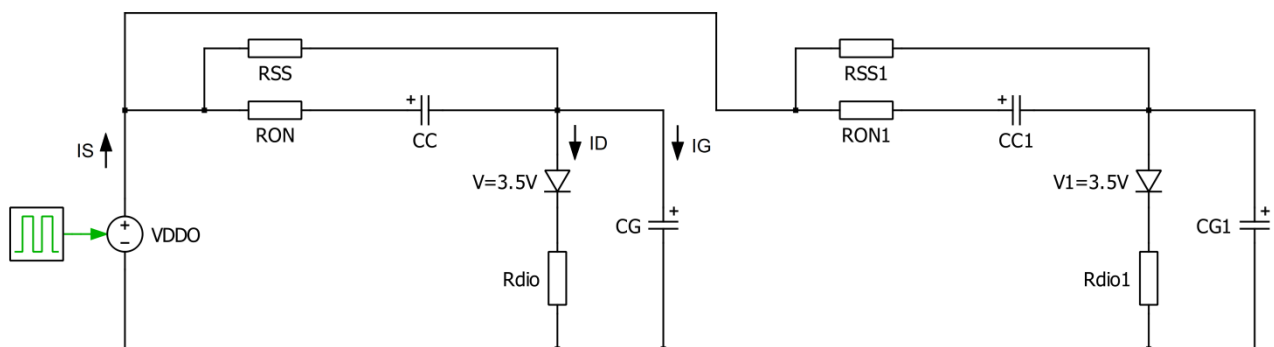 RSS
RSS1
RON
CC
RON1
CC1
IS
ID
IG
V=3.5V
V1=3.5V
VDDO
CG
CG1
Rdio
Rdio1